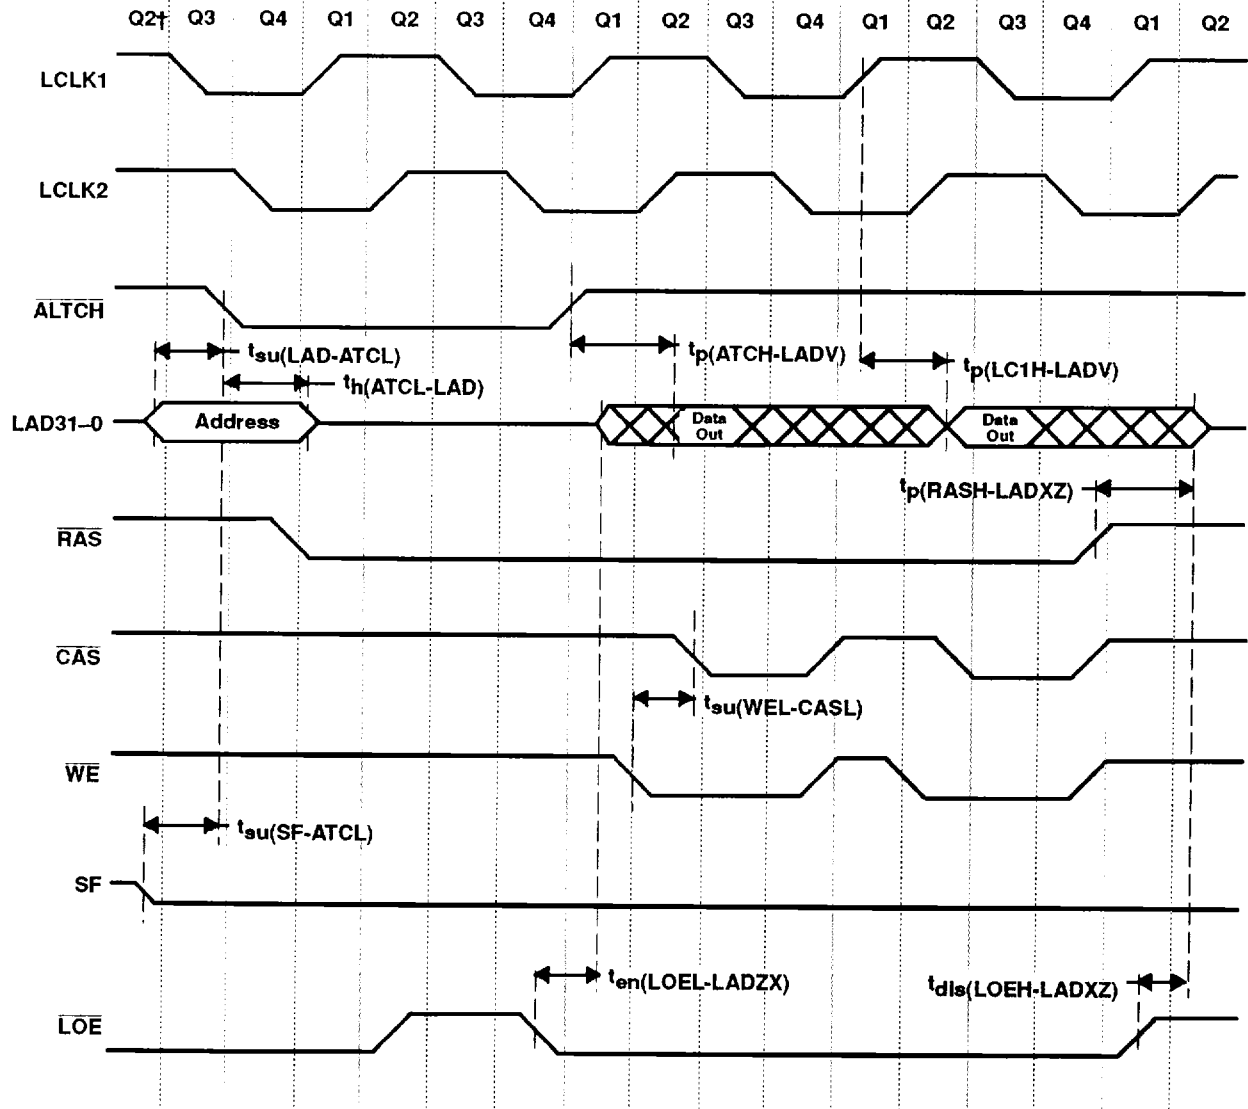 Q2† Q3 Q4 Q1 Q2 Q3 Q4 Q1 Q2 Q3 Q4 Q1 Q2 Q3 Q4 Q1 Q2
LCLK1
LCLK2
ALTCH
tsu(LAD-ATCL)
tp(ATCH-LADV)
tp(LC1H-LADV)
th(ATCL-LAD)
LAD31–0
Address
Data
Out
Data
Out
tp(RASH-LADXZ)
RAS
CAS
tsu(WEL-CASL)
WE
tsu(SF-ATCL)
SF
ten(LOEL-LADZX)
tdis(LOEH-LADXZ)
LOE